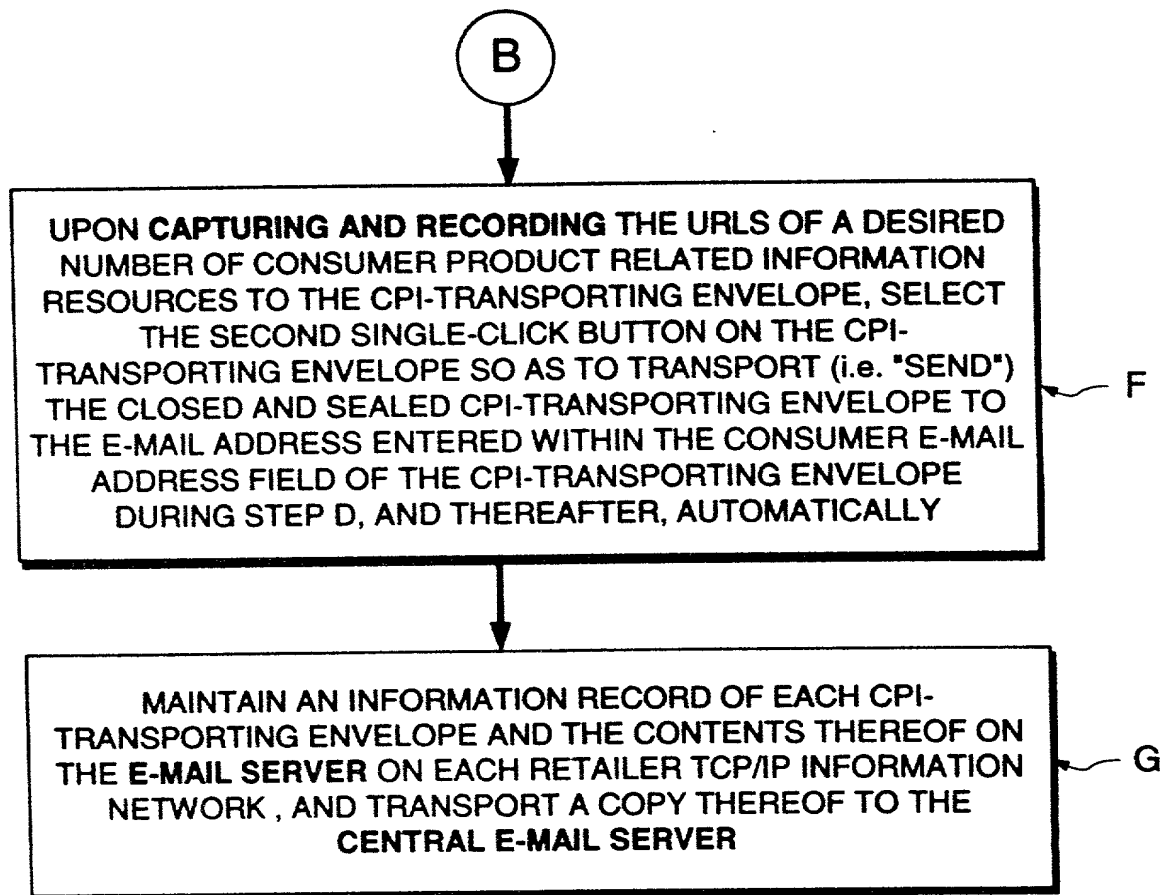 B
UPON CAPTURING AND RECORDING THE URLS OF A DESIRED
NUMBER OF CONSUMER PRODUCT RELATED INFORMATION
RESOURCES TO THE CPI-TRANSPORTING ENVELOPE, SELECT
THE SECOND SINGLE-CLICK BUTTON ON THE CPI-
TRANSPORTING ENVELOPE SO AS TO TRANSPORT (i.e. "SEND")
THE CLOSED AND SEALED CPI-TRANSPORTING ENVELOPE TO
THE E-MAIL ADDRESS ENTERED WITHIN THE CONSUMER E-MAIL
ADDRESS FIELD OF THE CPI-TRANSPORTING ENVELOPE
DURING STEP D, AND THEREAFTER, AUTOMATICALLY
F
MAINTAIN AN INFORMATION RECORD OF EACH CPI-
TRANSPORTING ENVELOPE AND THE CONTENTS THEREOF ON
THE E-MAIL SERVER ON EACH RETAILER TCP/IP INFORMATION
NETWORK , AND TRANSPORT A COPY THEREOF TO THE
CENTRAL E-MAIL SERVER
G